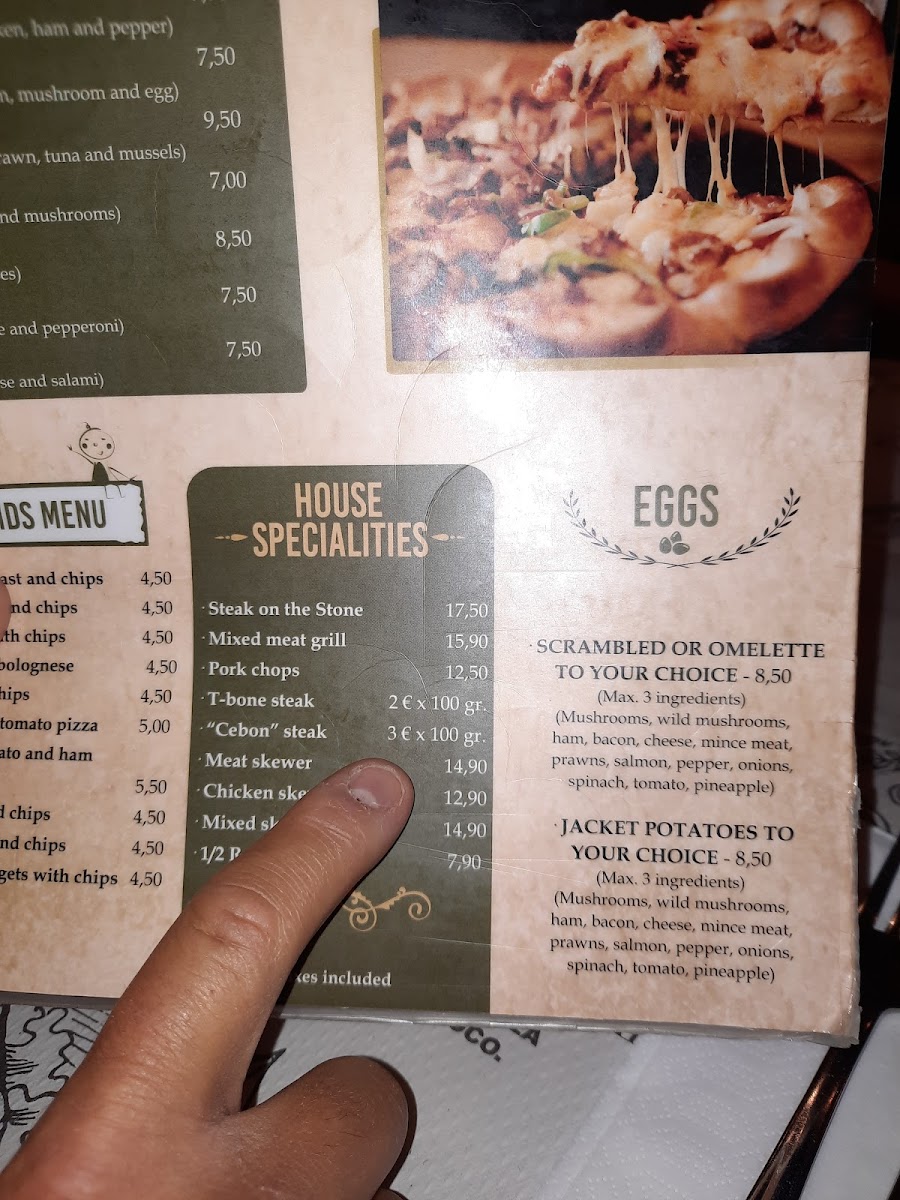 ken, ham and pepper)
7,50
n, mushroom and egg)
9,50
rawn, tuna and mussels)
7,00
nd mushrooms)
8,50
es)
7,50
e and pepperoni)
7,50
se and salami)
IDS MENU
ast and chips 4,50
nd chips 4,50
th chips 4,50
bolognese 4,50
hips 4,50
tomato pizza 5,00
ato and ham
5,50
d chips 4,50
nd chips 4,50
gets with chips 4,50
HOUSE
SPECIALITIES
· Steak on the Stone 17,50
· Mixed meat grill 15,90
· Pork chops 12,50
· T-bone steak 2 € x 100 gr.
· “Cebon” steak 3 € x 100 gr.
· Meat skewer 14,90
· Chicken ske 12,90
· Mixed sk 14,90
· 1/2 R 7,90
xes included
EGGS
· SCRAMBLED OR OMELETTE
TO YOUR CHOICE - 8,50
(Max. 3 ingredients)
(Mushrooms, wild mushrooms,
ham, bacon, cheese, mince meat,
prawns, salmon, pepper, onions,
spinach, tomato, pineapple)
· JACKET POTATOES TO
YOUR CHOICE - 8,50
(Max. 3 ingredients)
(Mushrooms, wild mushrooms,
ham, bacon, cheese, mince meat,
prawns, salmon, pepper, onions,
spinach, tomato, pineapple)
CO.